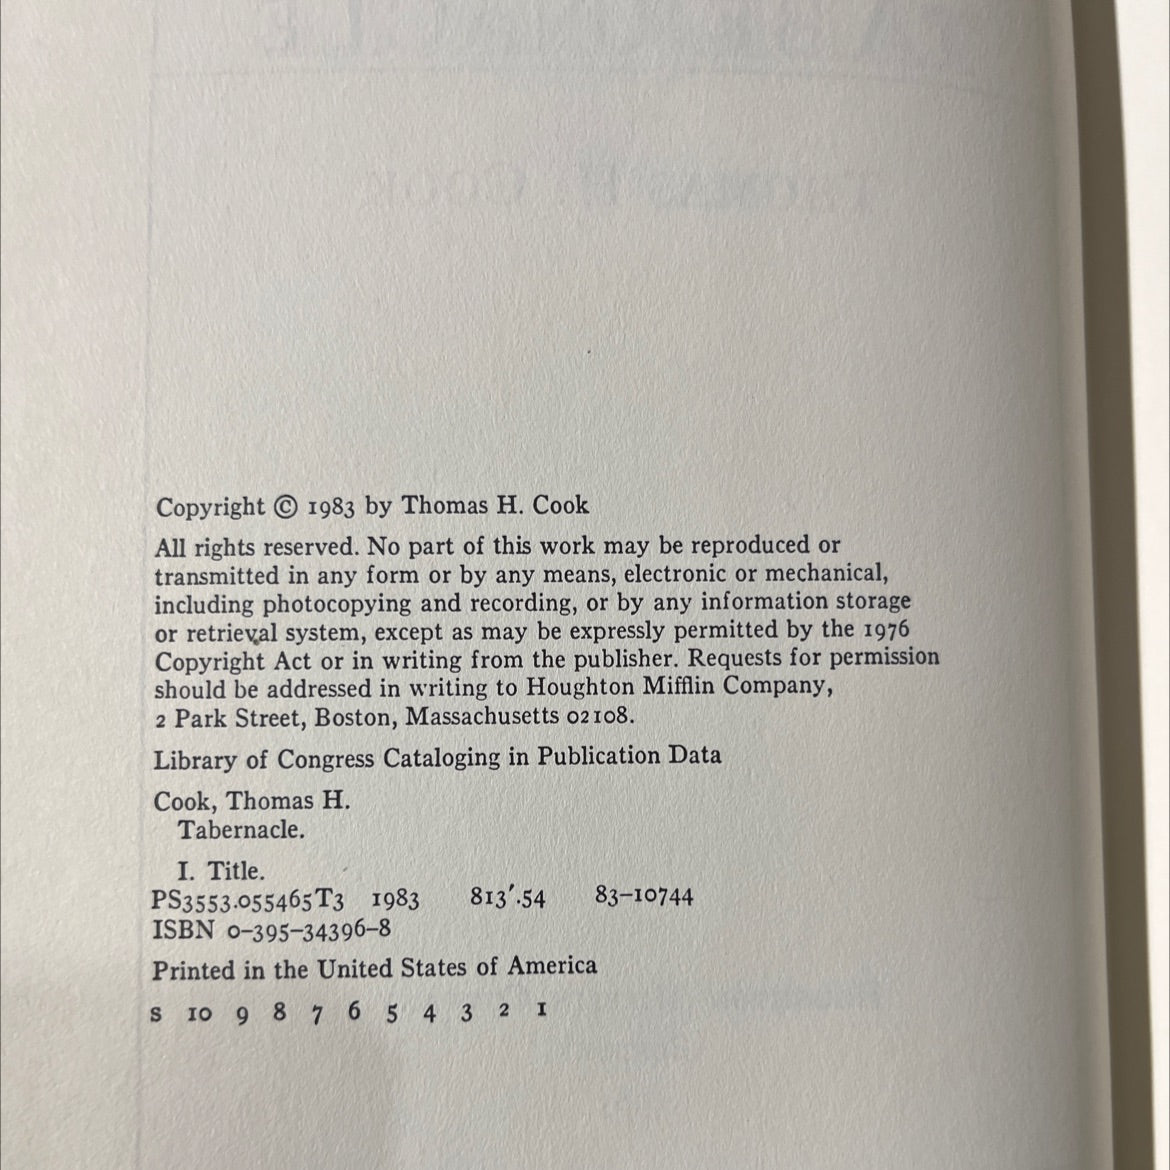 Copyright © 1983 by Thomas H. Cook
All rights reserved. No part of this work may be reproduced or
transmitted in any form or by any means, electronic or mechanical,
including photocopying and recording, or by any information storage
or retrieval system, except as may be expressly permitted by the 1976
Copyright Act or in writing from the publisher. Requests for permission
should be addressed in writing to Houghton Mifflin Company,
2 Park Street, Boston, Massachusetts 02108.
Library of Congress Cataloging in Publication Data
Cook, Thomas H.
Tabernacle.
I. Title.
PS3553.055465T3 1983 813′.54 83–10744
ISBN 0–395–34396–8
Printed in the United States of America
S 10 9 8 7 6 5 4 3 2 1